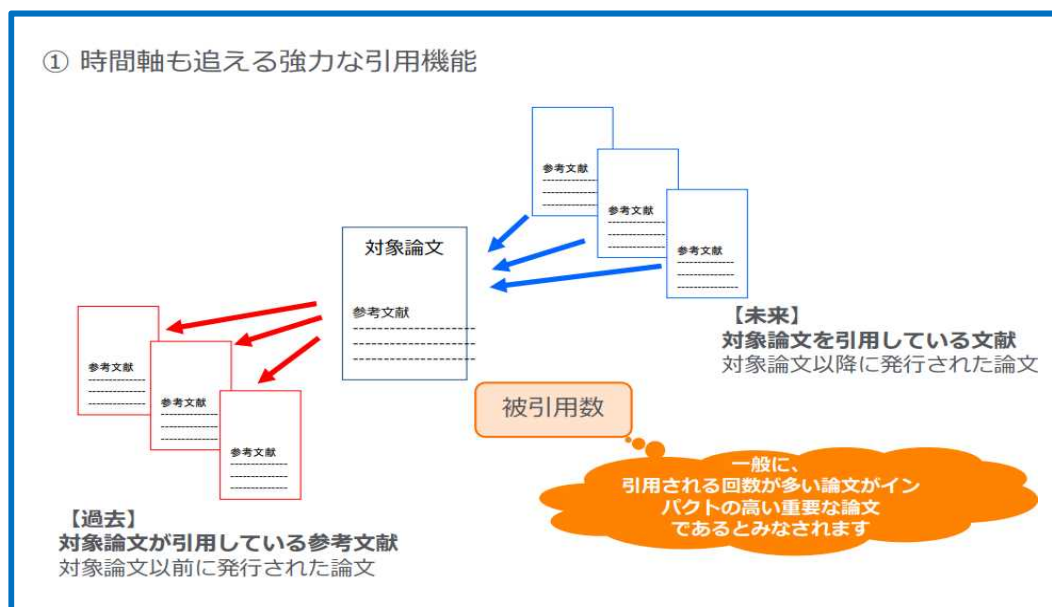 ① 時間軸も追える強力な引用機能
参考文献
参考文献
参考文献
対象論文
参考文献
【未来】
対象論文を引用している文献
対象論文以降に発行された論文
参考文献
参考文献
参考文献
被引用数
一般に、
引用される回数が多い論文がイン
パクトの高い重要な論文
であるとみなされます
【過去】
対象論文が引用している参考文献
対象論文以前に発行された論文